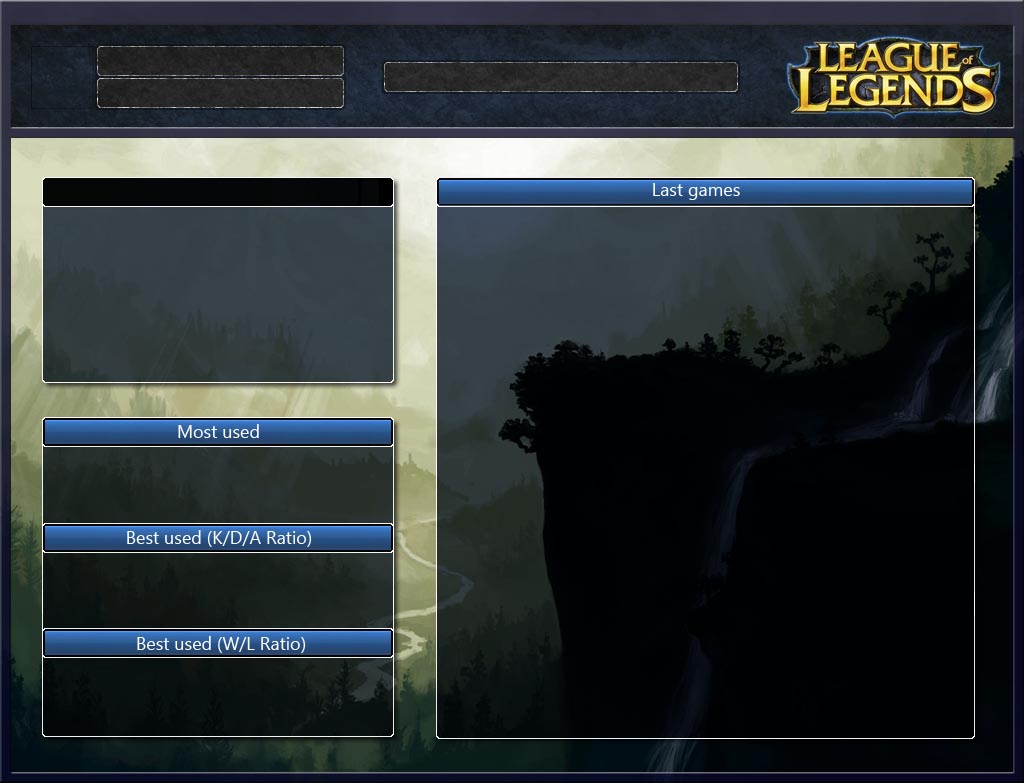 LEAGUE of
LEGENDS
Last games
Most used
Best used (K/D/A Ratio)
Best used (W/L Ratio)